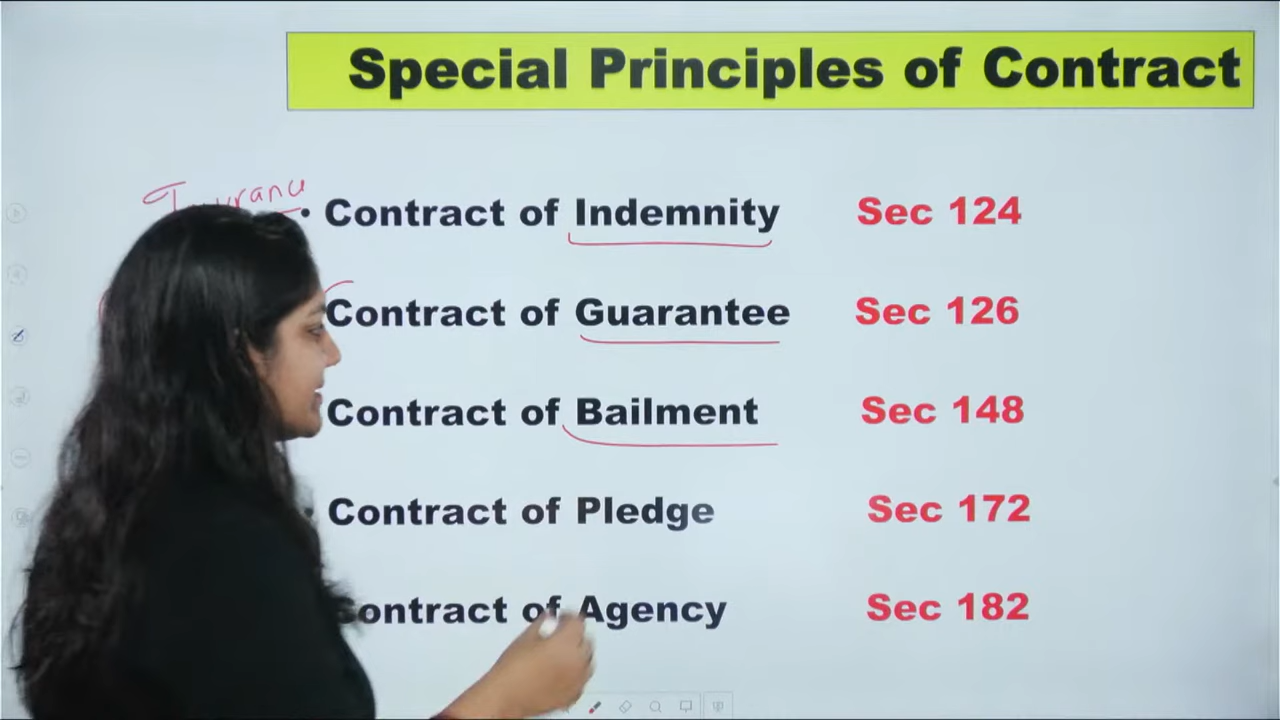 Special Principles of Contract
• Contract of Indemnity Sec 124
Contract of Guarantee Sec 126
Contract of Bailment Sec 148
• Contract of Pledge Sec 172
Contract of Agency Sec 182